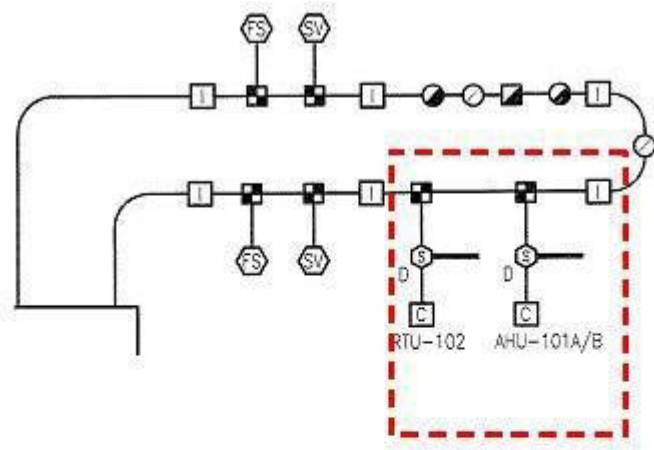 FS SV
I I I
I I I
FS SV
S S
D D
C C
RTU-102 AHU-101A/B